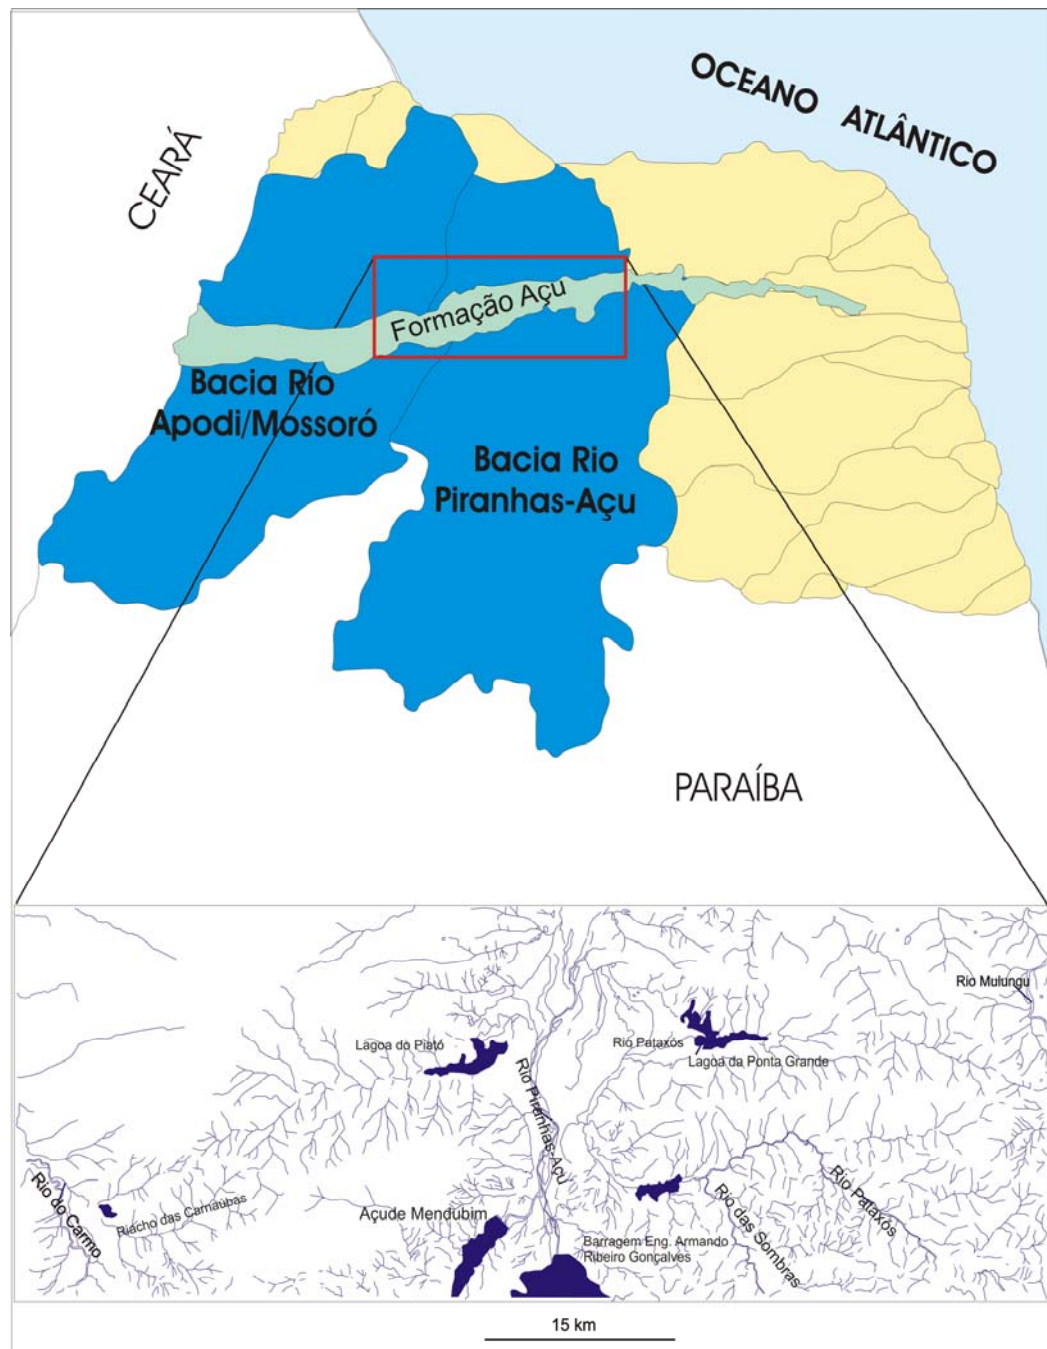 OCEANO ATLÂNTICO
CEARÁ
Formação Açu
Bacia Rio
Apodi/Mossoró
Bacia Rio
Piranhas-Açu
PARAÍBA
Rio Mulungu
Lagoa do Piató
Rio Pataxós
Lagoa da Ponta Grande
Rio Piranhas-Açu
Rio do Carmo
Riacho das Carnaúbas
Açude Mendubim
Barragem Eng. Armando
Ribeiro Gonçalves
Rio das Sombras
Rio Pataxós
15 km